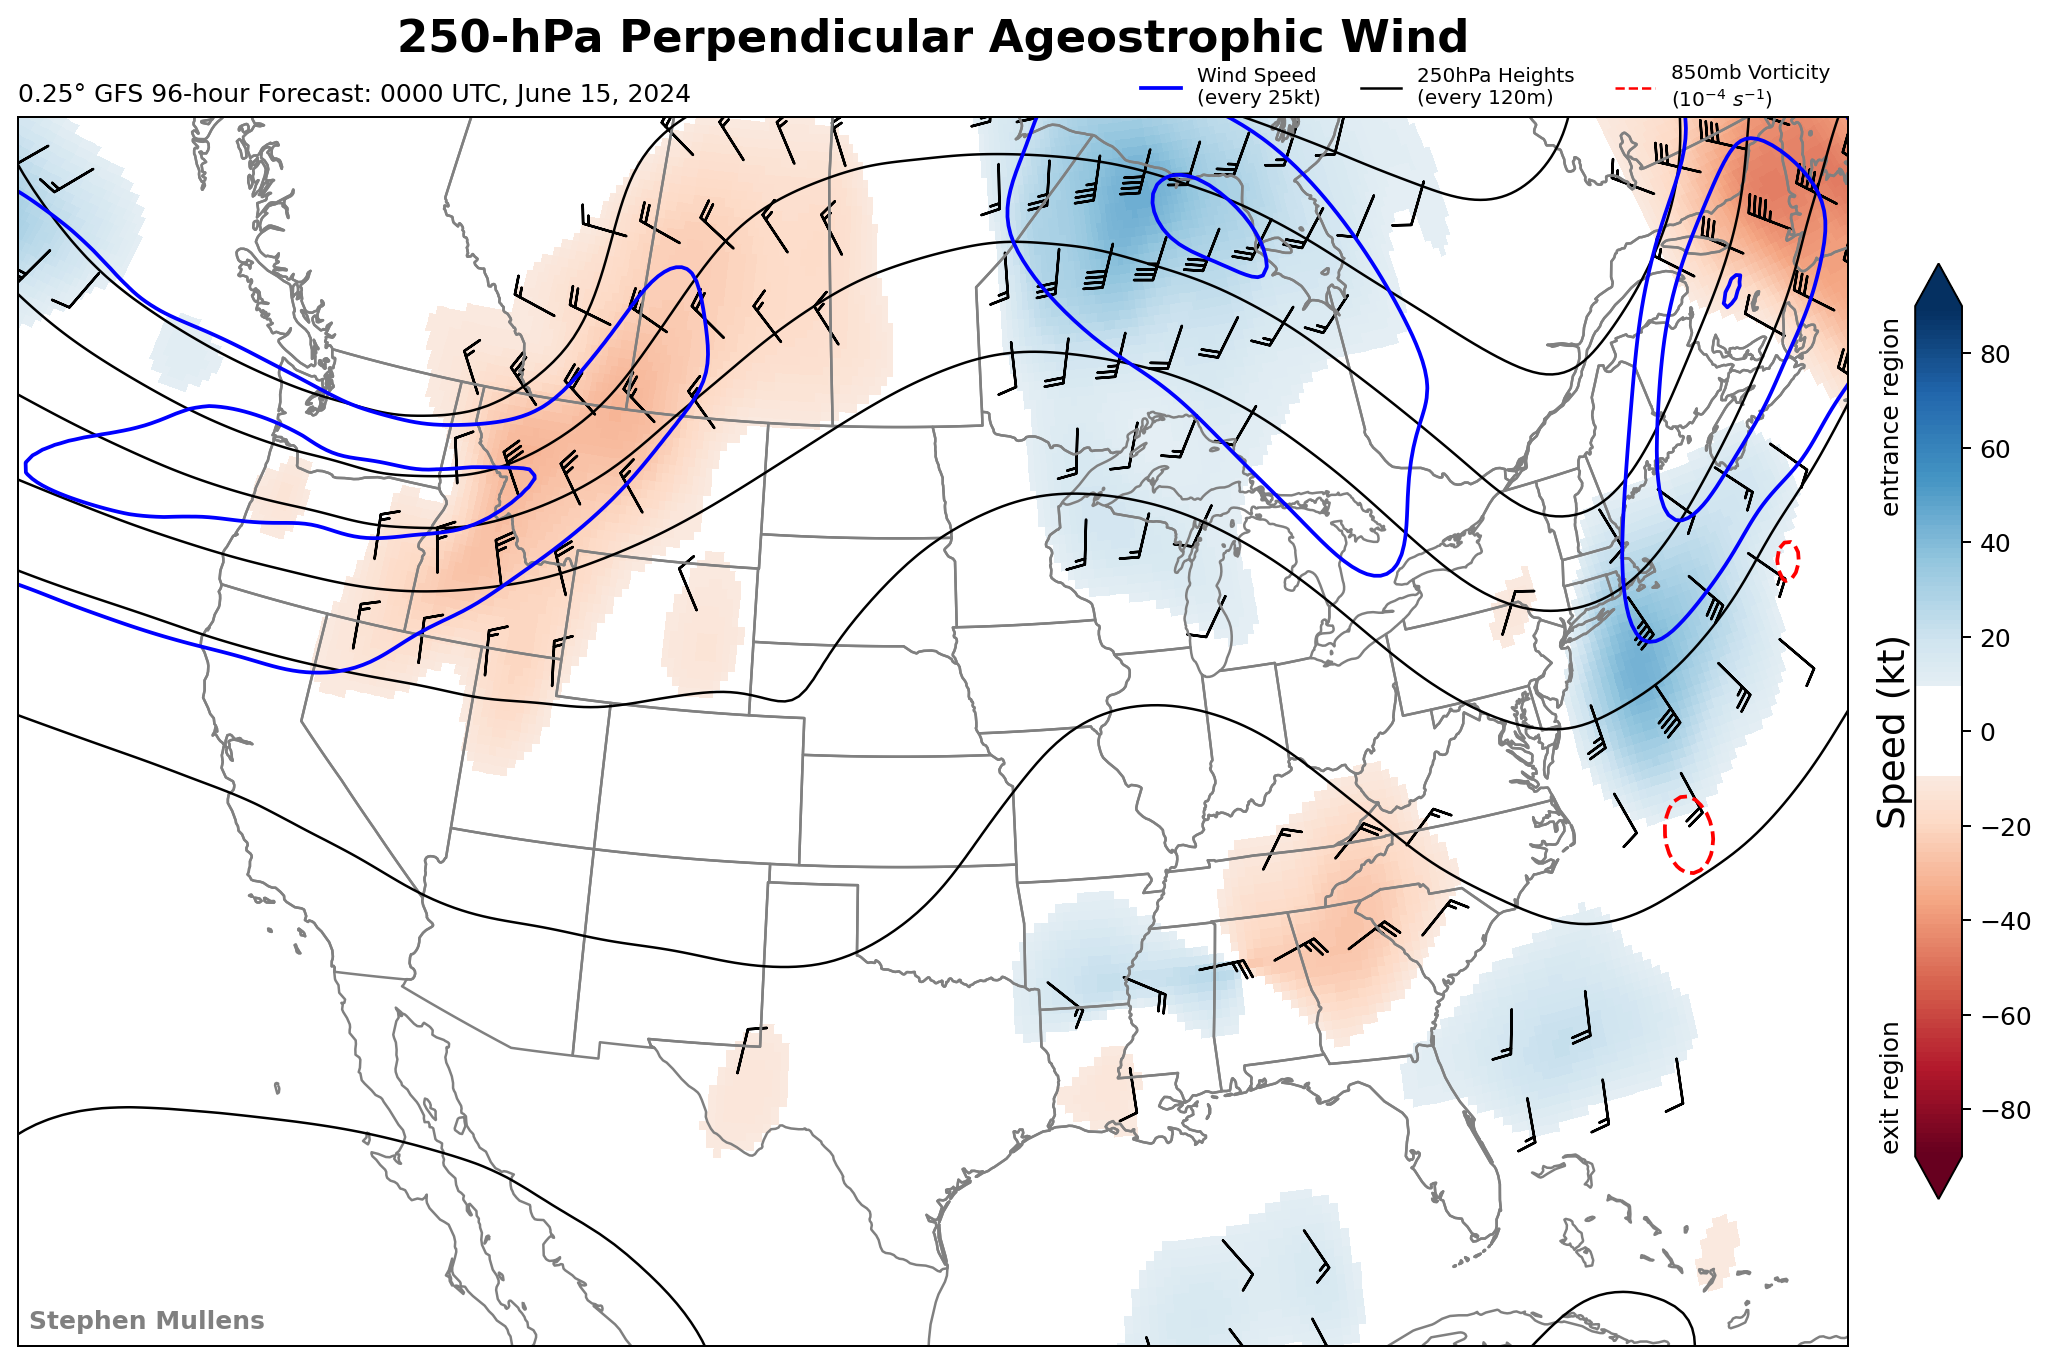 250-hPa Perpendicular Ageostrophic Wind
0.25° GFS 96-hour Forecast: 0000 UTC, June 15, 2024
Wind Speed
(every 25kt)
250hPa Heights
(every 120m)
850mb Vorticity
(10⁻⁴ s⁻¹)
entrance region
Speed (kt)
exit region
80
60
40
20
0
−20
−40
−60
−80
Stephen Mullens